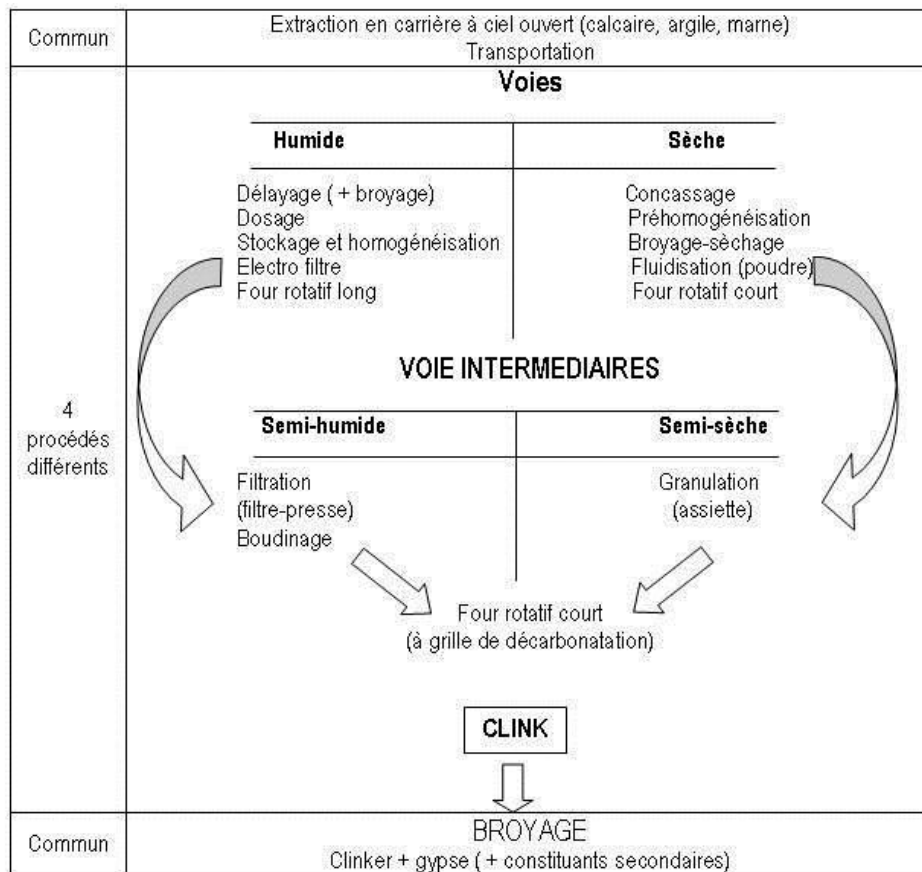 Commun
Extraction en carrière à ciel ouvert (calcaire, argile, marne)
Transportation
4
procédés
différents
Voies
Humide
Sèche
Délayage ( + broyage)
Dosage
Stockage et homogénéisation
Electro filtre
Four rotatif long
Concassage
Préhomogénéisation
Broyage-sèchage
Fluidisation (poudre)
Four rotatif court
VOIE INTERMEDIAIRES
Semi-humide
Semi-sèche
Filtration
(filtre-presse)
Boudinage
Granulation
(assiette)
Four rotatif court
(à grille de décarbonatation)
CLINK
Commun
BROYAGE
Clinker + gypse ( + constituants secondaires)